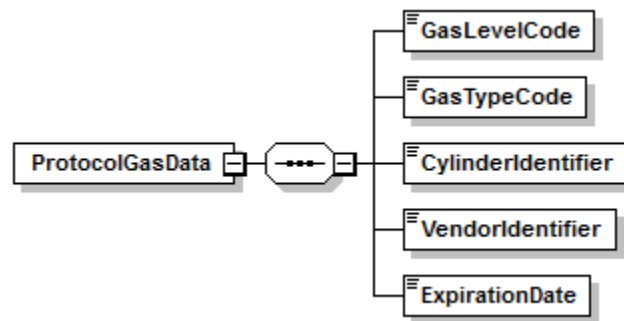 GasLevelCode
GasTypeCode
ProtocolGasData
CylinderIdentifier
VendorIdentifier
ExpirationDate